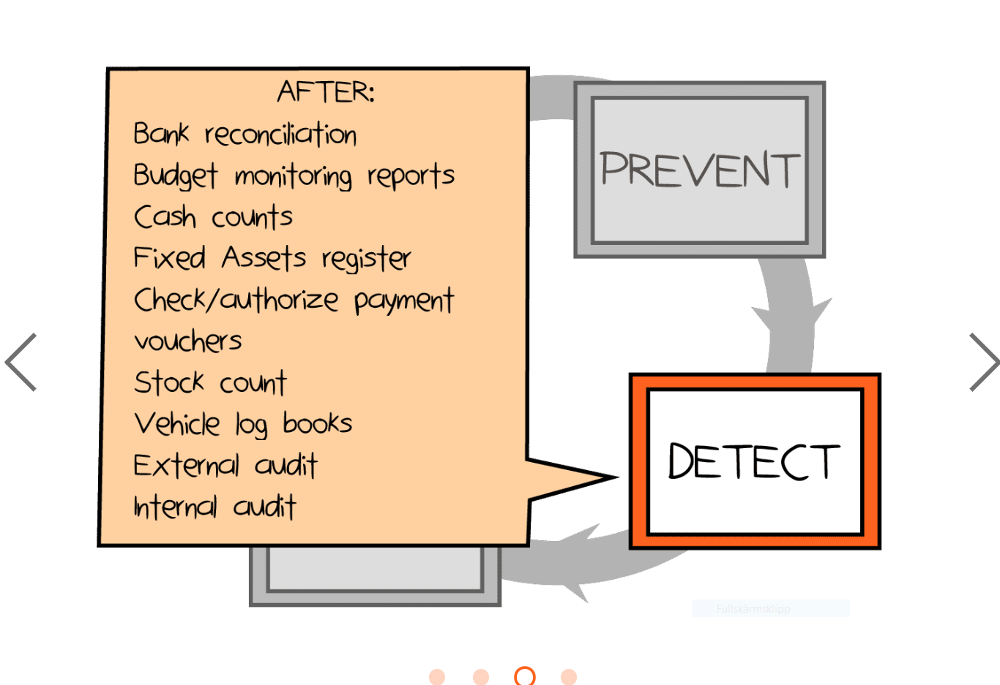 AFTER:
Bank reconciliation
Budget monitoring reports
Cash counts
Fixed Assets register
Check/authorize payment
vouchers
Stock count
Vehicle log books
External audit
Internal audit
PREVENT
DETECT
Fullskärmsklipp